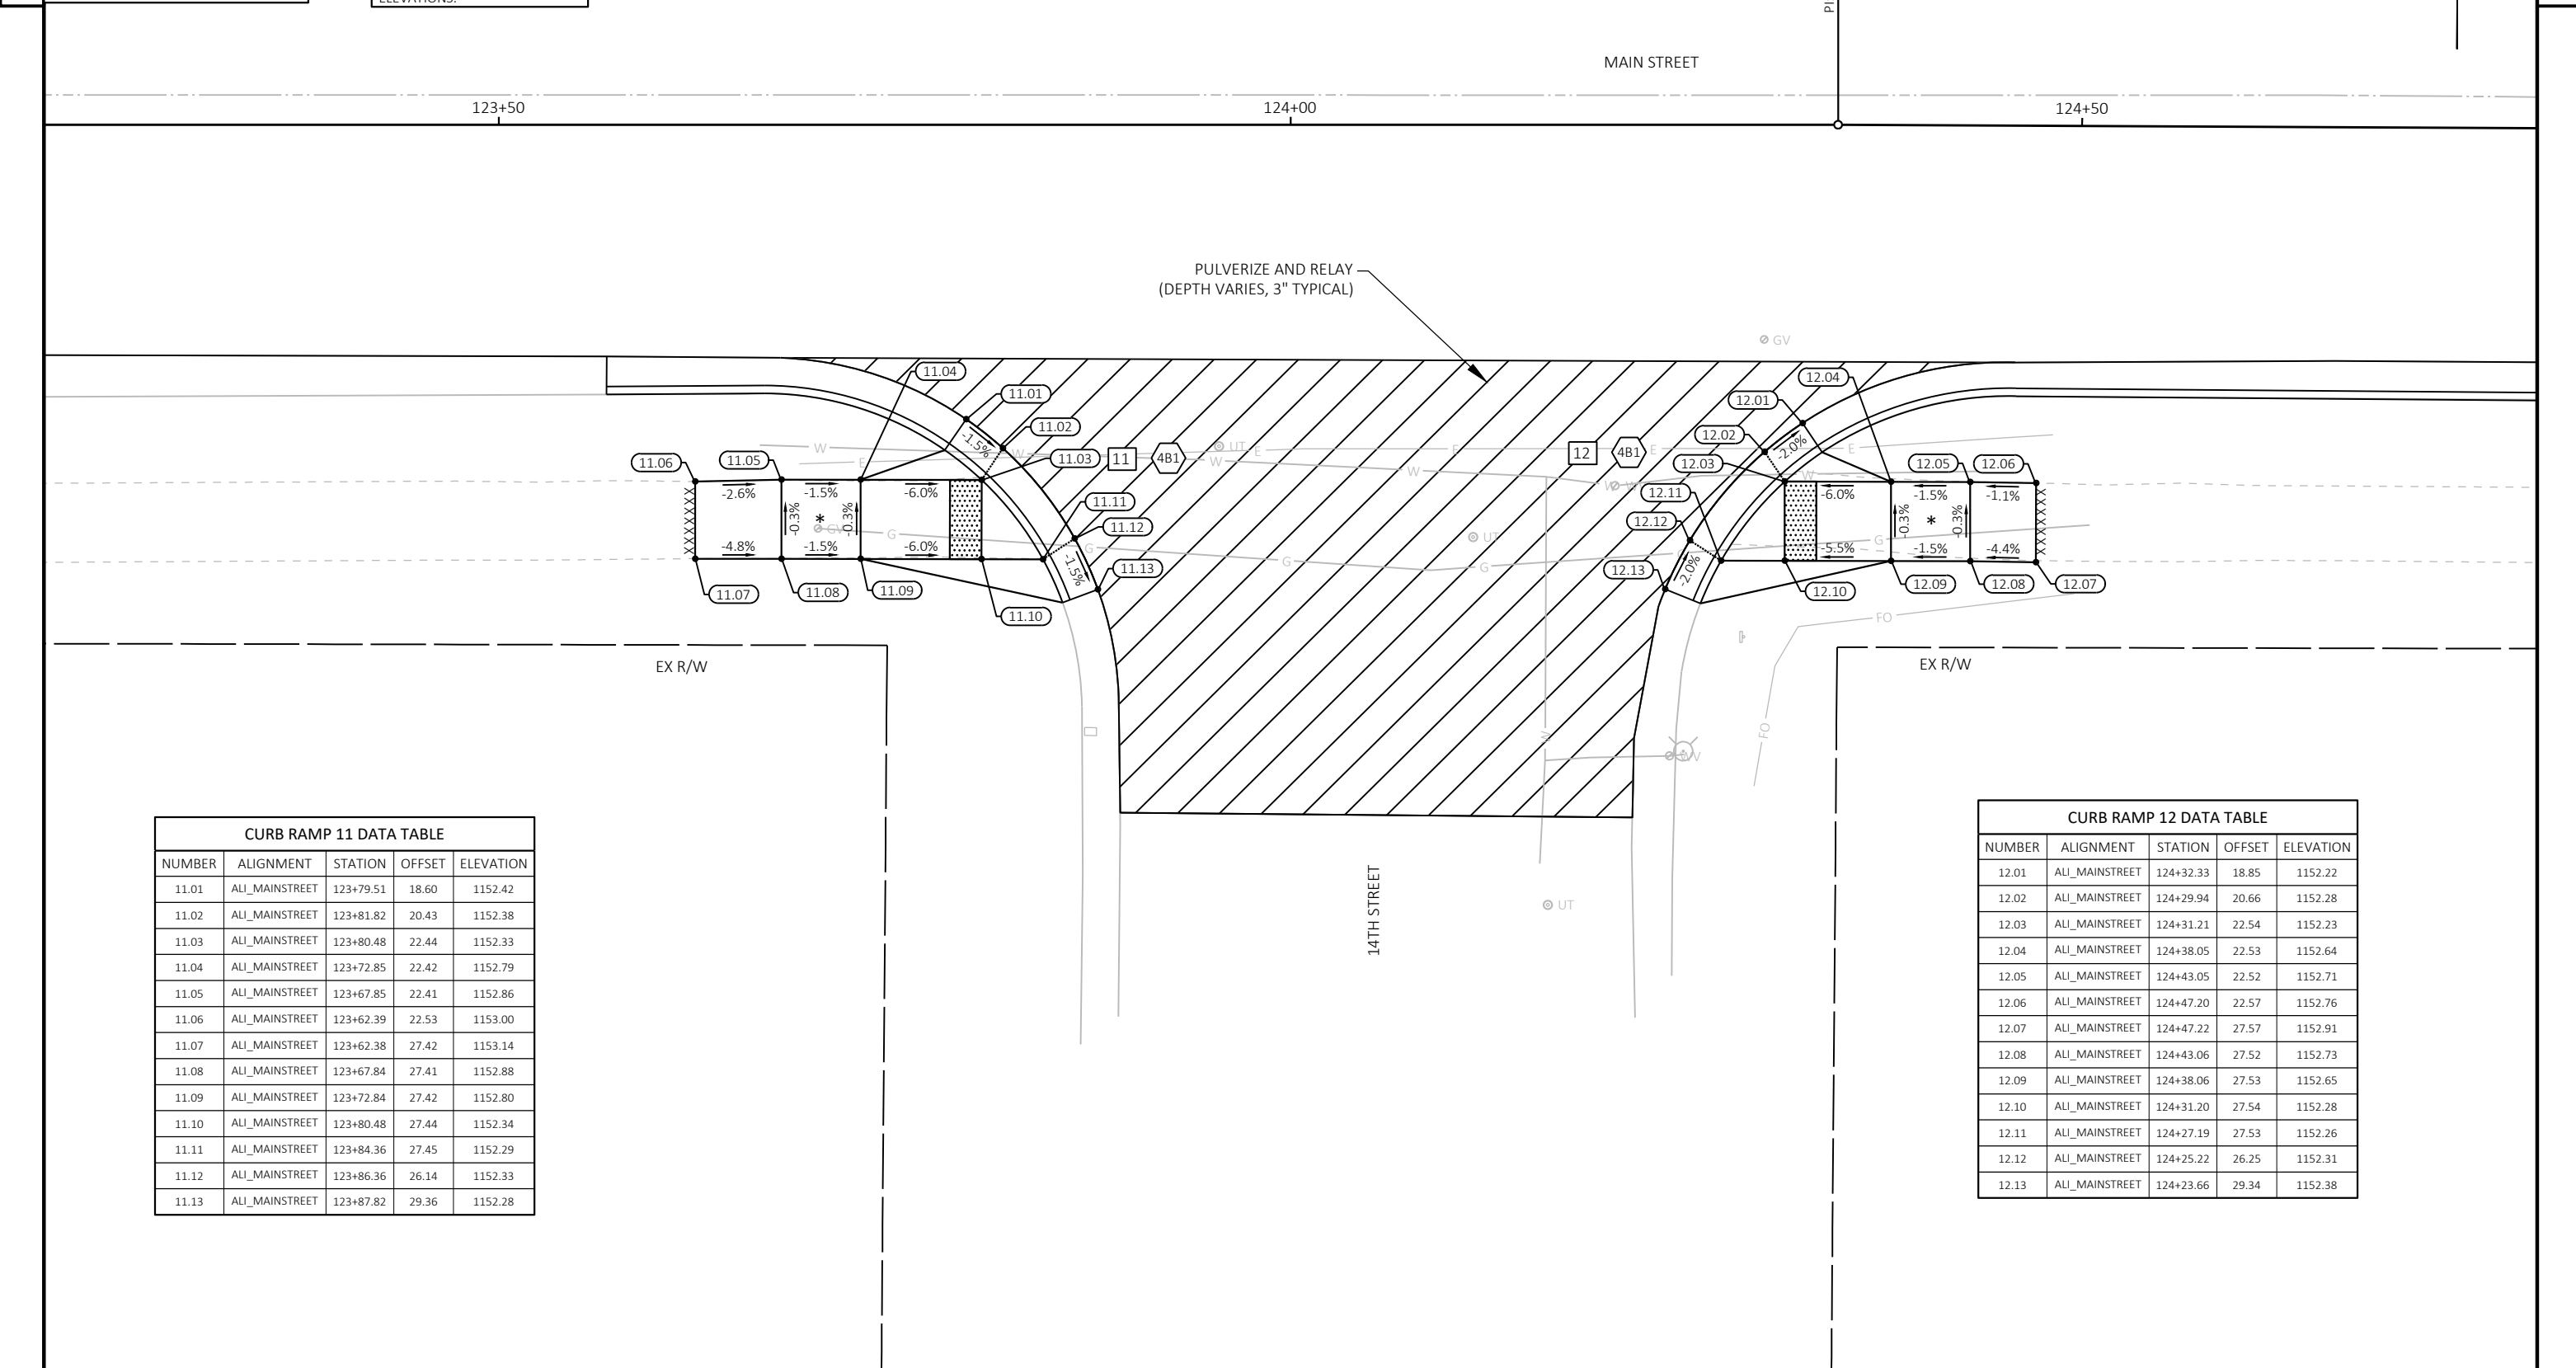 ELEVATIONS.
PI
MAIN STREET
123+50
124+00
124+50
PULVERIZE AND RELAY
(DEPTH VARIES, 3" TYPICAL)
GV
11.04
11.01
11.02
11.03
11
4B1
11.05
11.06
11.11
11.12
11.13
11.07
11.08
11.09
11.10
-1.5%
-2.6%
-1.5%
-6.0%
-0.3%
*
-0.3%
-4.8%
-1.5%
-6.0%
-1.5%
W
E
W
W
UT
E
W
E
GV
G
G
G
UT
G
12
4B1
12.04
12.01
12.02
12.03
12.11
12.12
12.13
12.05
12.06
12.10
12.09
12.08
12.07
-2.0%
-6.0%
-1.5%
-1.1%
-0.3%
*
-0.3%
-5.5%
-1.5%
-4.4%
-2.0%
E
E
W
G
FO
FO
W
EX R/W
EX R/W
UT
14TH STREET
CURB RAMP 11 DATA TABLE
NUMBER ALIGNMENT STATION OFFSET ELEVATION
11.01 ALI_MAINSTREET 123+79.51 18.60 1152.42
11.02 ALI_MAINSTREET 123+81.82 20.43 1152.38
11.03 ALI_MAINSTREET 123+80.48 22.44 1152.33
11.04 ALI_MAINSTREET 123+72.85 22.42 1152.79
11.05 ALI_MAINSTREET 123+67.85 22.41 1152.86
11.06 ALI_MAINSTREET 123+62.39 22.53 1153.00
11.07 ALI_MAINSTREET 123+62.38 27.42 1153.14
11.08 ALI_MAINSTREET 123+67.84 27.41 1152.88
11.09 ALI_MAINSTREET 123+72.84 27.42 1152.80
11.10 ALI_MAINSTREET 123+80.48 27.44 1152.34
11.11 ALI_MAINSTREET 123+84.36 27.45 1152.29
11.12 ALI_MAINSTREET 123+86.36 26.14 1152.33
11.13 ALI_MAINSTREET 123+87.82 29.36 1152.28
CURB RAMP 12 DATA TABLE
NUMBER ALIGNMENT STATION OFFSET ELEVATION
12.01 ALI_MAINSTREET 124+32.33 18.85 1152.22
12.02 ALI_MAINSTREET 124+29.94 20.66 1152.28
12.03 ALI_MAINSTREET 124+31.21 22.54 1152.23
12.04 ALI_MAINSTREET 124+38.05 22.53 1152.64
12.05 ALI_MAINSTREET 124+43.05 22.52 1152.71
12.06 ALI_MAINSTREET 124+47.20 22.57 1152.76
12.07 ALI_MAINSTREET 124+47.22 27.57 1152.91
12.08 ALI_MAINSTREET 124+43.06 27.52 1152.73
12.09 ALI_MAINSTREET 124+38.06 27.53 1152.65
12.10 ALI_MAINSTREET 124+31.20 27.54 1152.28
12.11 ALI_MAINSTREET 124+27.19 27.53 1152.26
12.12 ALI_MAINSTREET 124+25.22 26.25 1152.31
12.13 ALI_MAINSTREET 124+23.66 29.34 1152.38